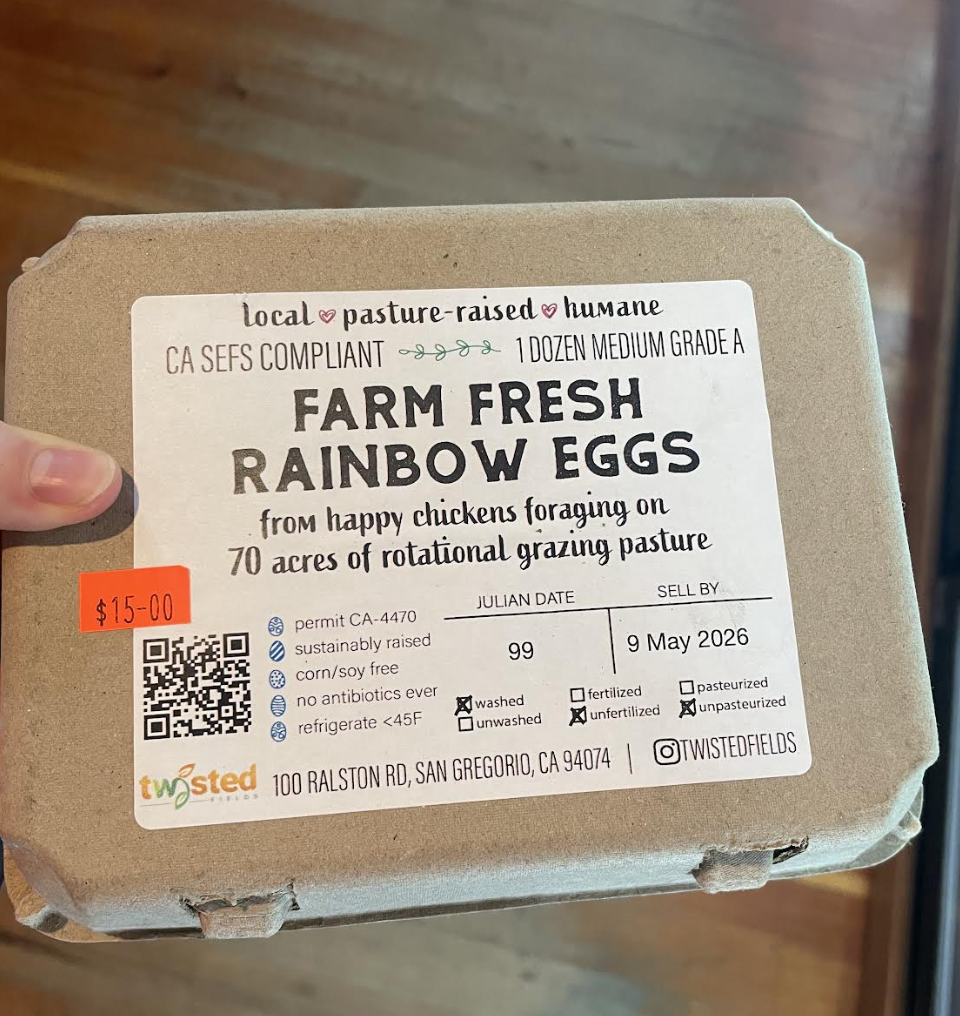 local ♥ pasture-raised ♥ humane
CA SEFS COMPLIANT 1 DOZEN MEDIUM GRADE A
FARM FRESH
RAINBOW EGGS
from happy chickens foraging on
70 acres of rotational grazing pasture
$15-00
permit CA-4470
sustainably raised
corn/soy free
no antibiotics ever
refrigerate <45F
JULIAN DATE SELL BY
99 9 May 2026
☒ washed ☐ fertilized ☐ pasteurized
☐ unwashed ☒ unfertilized ☒ unpasteurized
twisted
FIELDS
100 RALSTON RD, SAN GREGORIO, CA 94074 | TWISTEDFIELDS